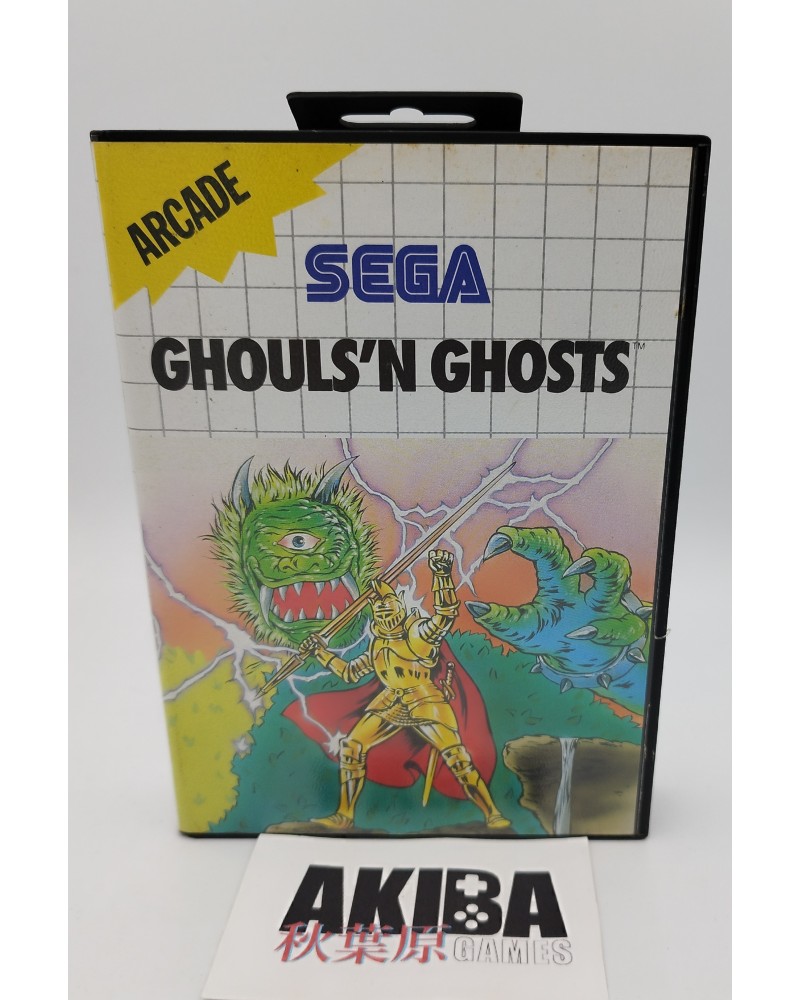 ARCADE
SEGA
GHOULS'N GHOSTS™
AKIBA
秋葉原 GAMES